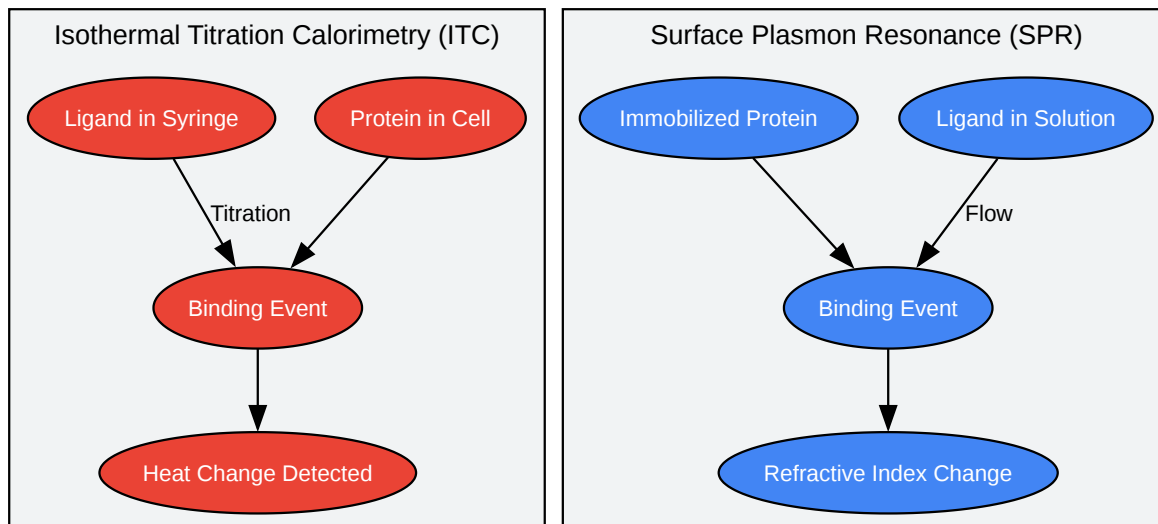 Isothermal Titration Calorimetry (ITC)
Ligand in Syringe
Protein in Cell
Titration
Binding Event
Heat Change Detected
Surface Plasmon Resonance (SPR)
Immobilized Protein
Ligand in Solution
Flow
Binding Event
Refractive Index Change